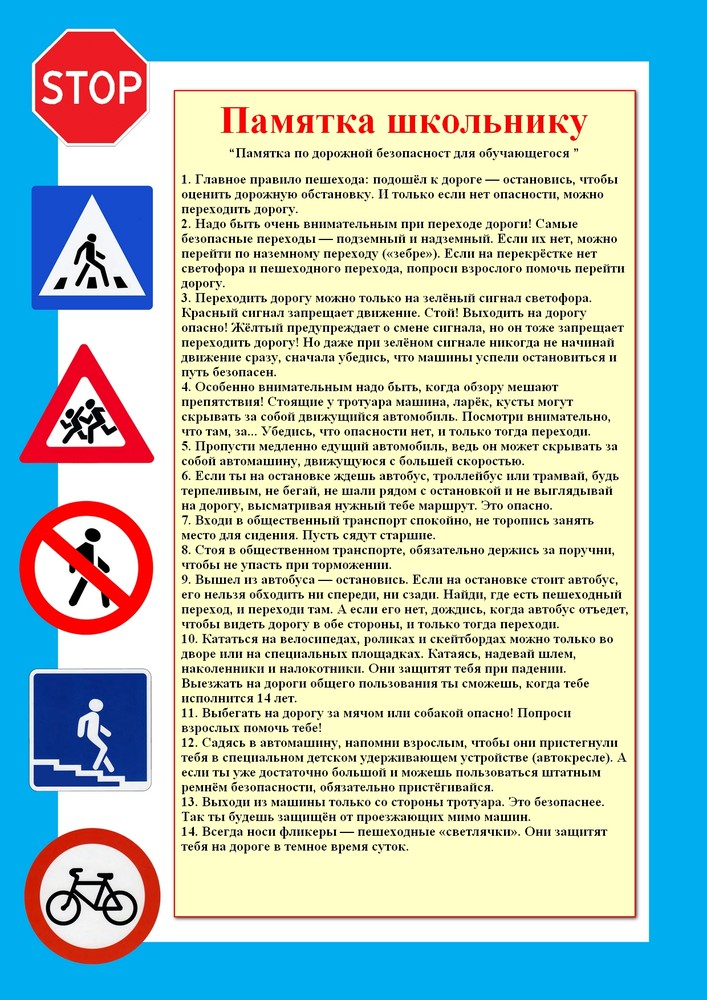 STOP
Памятка школьнику
“Памятка по дорожной безопасност для обучающегося ”
1. Главное правило пешехода: подошёл к дороге — остановись, чтобы
оценить дорожную обстановку. И только если нет опасности, можно
переходить дорогу.
2. Надо быть очень внимательным при переходе дороги! Самые
безопасные переходы — подземный и надземный. Если их нет, можно
перейти по наземному переходу («зебре»). Если на перекрёстке нет
светофора и пешеходного перехода, попроси взрослого помочь перейти
дорогу.
3. Переходить дорогу можно только на зелёный сигнал светофора.
Красный сигнал запрещает движение. Стой! Выходить на дорогу
опасно! Жёлтый предупреждает о смене сигнала, но он тоже запрещает
переходить дорогу! Но даже при зелёном сигнале никогда не начинай
движение сразу, сначала убедись, что машины успели остановиться и
путь безопасен.
4. Особенно внимательным надо быть, когда обзору мешают
препятствия! Стоящие у тротуара машина, ларёк, кусты могут
скрывать за собой движущийся автомобиль. Посмотри внимательно,
что там, за... Убедись, что опасности нет, и только тогда переходи.
5. Пропусти медленно едущий автомобиль, ведь он может скрывать за
собой автомашину, движущуюся с большей скоростью.
6. Если ты на остановке ждешь автобус, троллейбус или трамвай, будь
терпеливым, не бегай, не шали рядом с остановкой и не выглядывай
на дорогу, высматривая нужный тебе маршрут. Это опасно.
7. Входи в общественный транспорт спокойно, не торопись занять
место для сидения. Пусть сядут старшие.
8. Стоя в общественном транспорте, обязательно держись за поручни,
чтобы не упасть при торможении.
9. Вышел из автобуса — остановись. Если на остановке стоит автобус,
его нельзя обходить ни спереди, ни сзади. Найди, где есть пешеходный
переход, и переходи там. А если его нет, дождись, когда автобус отъедет,
чтобы видеть дорогу в обе стороны, и только тогда переходи.
10. Кататься на велосипедах, роликах и скейтбордах можно только во
дворе или на специальных площадках. Катаясь, надевай шлем,
наколенники и налокотники. Они защитят тебя при падении.
Выезжать на дороги общего пользования ты сможешь, когда тебе
исполнится 14 лет.
11. Выбегать на дорогу за мячом или собакой опасно! Попроси
взрослых помочь тебе!
12. Садясь в автомашину, напомни взрослым, чтобы они пристегнули
тебя в специальном детском удерживающем устройстве (автокресле). А
если ты уже достаточно большой и можешь пользоваться штатным
ремнём безопасности, обязательно пристёгивайся.
13. Выходи из машины только со стороны тротуара. Это безопаснее.
Так ты будешь защищён от проезжающих мимо машин.
14. Всегда носи фликеры — пешеходные «светлячки». Они защитят
тебя на дороге в темное время суток.